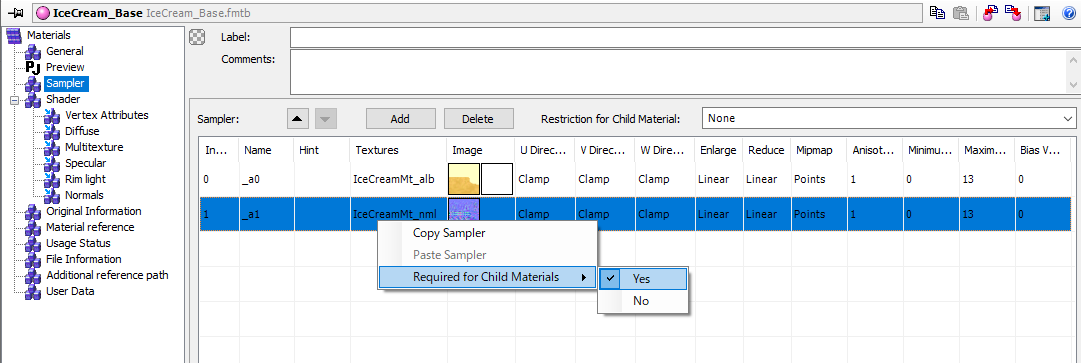 IceCream_Base IceCream_Base.fmtb
Materials
General
Preview
Sampler
Shader
Vertex Attributes
Diffuse
Multitexture
Specular
Rim light
Normals
Original Information
Material reference
Usage Status
File Information
Additional reference path
User Data
Label:
Comments:
Sampler: Add Delete Restriction for Child Material: None
In... Name Hint Textures Image U Direc... V Direc... W Dire... Enlarge Reduce Mipmap Anisot... Minimu... Maxim... Bias V...
0 _a0 IceCreamMt_alb Clamp Clamp Clamp Linear Linear Points 1 0 13 0
1 _a1 IceCreamMt_nml Clamp Clamp Clamp Linear Linear Points 1 0 13 0
Copy Sampler
Paste Sampler
Required for Child Materials
Yes
No